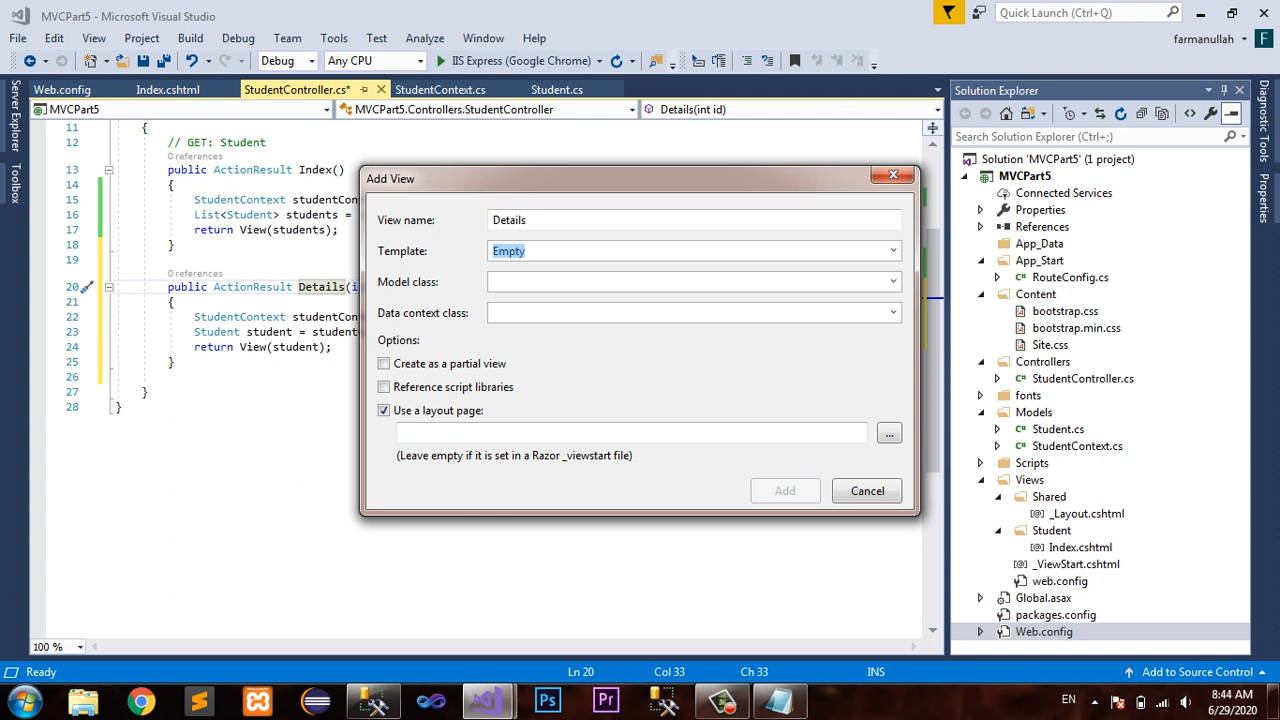 MVCPart5 - Microsoft Visual Studio
Quick Launch (Ctrl+Q)
File Edit View Project Build Debug Team Tools Test Analyze Window Help
farmanullah F
Debug Any CPU IIS Express (Google Chrome)
Server Explorer
Toolbox
Web.config Index.cshtml StudentController.cs* StudentContext.cs Student.cs
MVCPart5 MVCPart5.Controllers.StudentController Details(int id)
11 {
12 // GET: Student
0 references
13 public ActionResult Index()
14 {
15 StudentContext studentCon
16 List<Student> students =
17 return View(students);
18 }
19
0 references
20 public ActionResult Details(i
21 {
22 StudentContext studentCon
23 Student student = student
24 return View(student);
25 }
26
27 }
28 }
100 %
Add View
View name: Details
Template: Empty
Model class:
Data context class:
Options:
Create as a partial view
Reference script libraries
Use a layout page:
...
(Leave empty if it is set in a Razor _viewstart file)
Add Cancel
Solution Explorer
Search Solution Explorer (Ctrl+;)
Solution 'MVCPart5' (1 project)
MVCPart5
Connected Services
Properties
References
App_Data
App_Start
C# RouteConfig.cs
Content
bootstrap.css
bootstrap.min.css
Site.css
Controllers
C# StudentController.cs
fonts
Models
C# Student.cs
C# StudentContext.cs
Scripts
Views
Shared
[@] _Layout.cshtml
Student
[@] Index.cshtml
[@] _ViewStart.cshtml
web.config
Global.asax
packages.config
Web.config
Diagnostic Tools
Properties
Ready Ln 20 Col 33 Ch 33 INS Add to Source Control
Ps Pr
EN
8:44 AM
6/29/2020